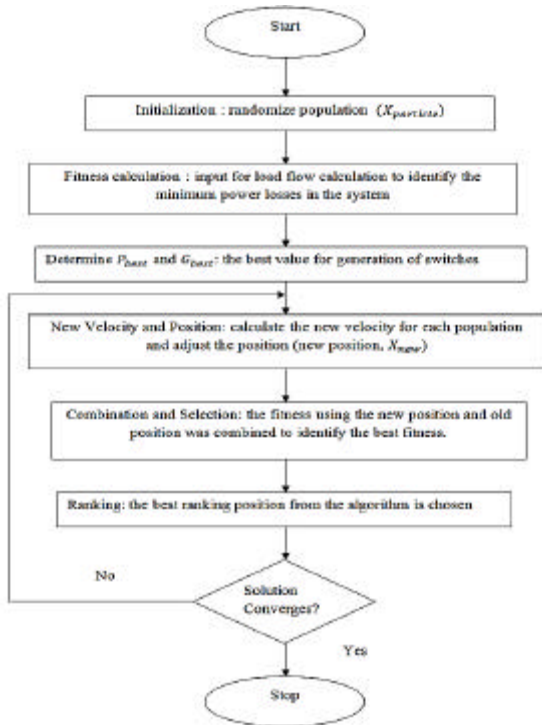 Start
Initialization : randomize population (X_particle)
Fitness calculation : input for load flow calculation to identify the
minimum power losses in the system
Determine P_best and G_best: the best value for generation of switches
New Velocity and Position: calculate the new velocity for each population
and adjust the position (new position, X_new)
Combination and Selection: the fitness using the new position and old
position was combined to identify the best fitness.
Ranking: the best ranking position from the algorithm is chosen
No
Solution
Converges?
Yes
Stop